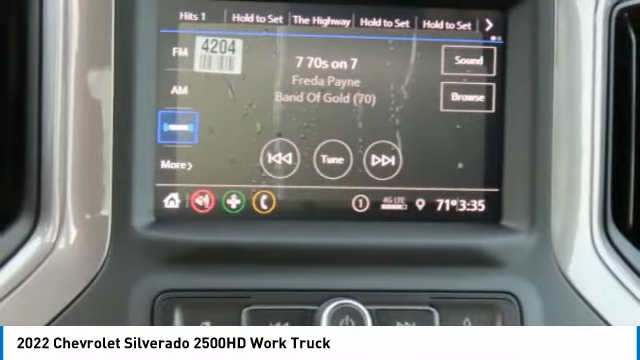 Hits 1 Hold to Set The Highway Hold to Set Hold to Set
FM 4204 7 70s on 7 Sound
Freda Payne
AM Band Of Gold (70) Browse
More Tune
1 4G LTE 71° 3:35
2022 Chevrolet Silverado 2500HD Work Truck